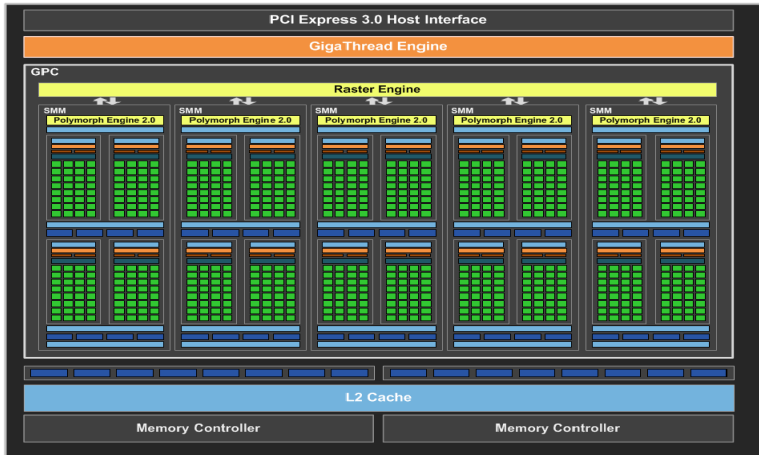 PCI Express 3.0 Host Interface
GigaThread Engine
GPC
Raster Engine
SMM SMM SMM SMM SMM
Polymorph Engine 2.0 Polymorph Engine 2.0 Polymorph Engine 2.0 Polymorph Engine 2.0 Polymorph Engine 2.0
L2 Cache
Memory Controller Memory Controller